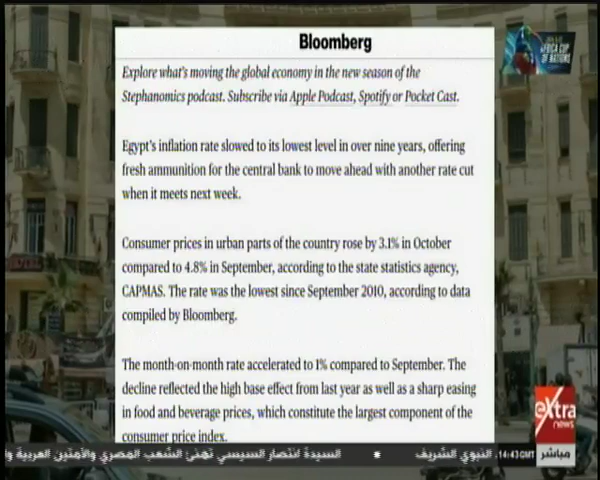 Bloomberg
AFRICA CUP
OF NATIONS
Explore what's moving the global economy in the new season of the
Stephanomics podcast. Subscribe via Apple Podcast, Spotify or Pocket Cast.
Egypt's inflation rate slowed to its lowest level in over nine years, offering
fresh ammunition for the central bank to move ahead with another rate cut
when it meets next week.
Consumer prices in urban parts of the country rose by 3.1% in October
compared to 4.8% in September, according to the state statistics agency,
CAPMAS. The rate was the lowest since September 2010, according to data
compiled by Bloomberg.
The month-on-month rate accelerated to 1% compared to September. The
decline reflected the high base effect from last year as well as a sharp easing
in food and beverage prices, which constitute the largest component of the
consumer price index.
eXtra
news
مباشر
14:43GMT
النبوي الشريف * السيدة انتصار السيسي تهنئ الشعب المصري والأمتين العربية وا